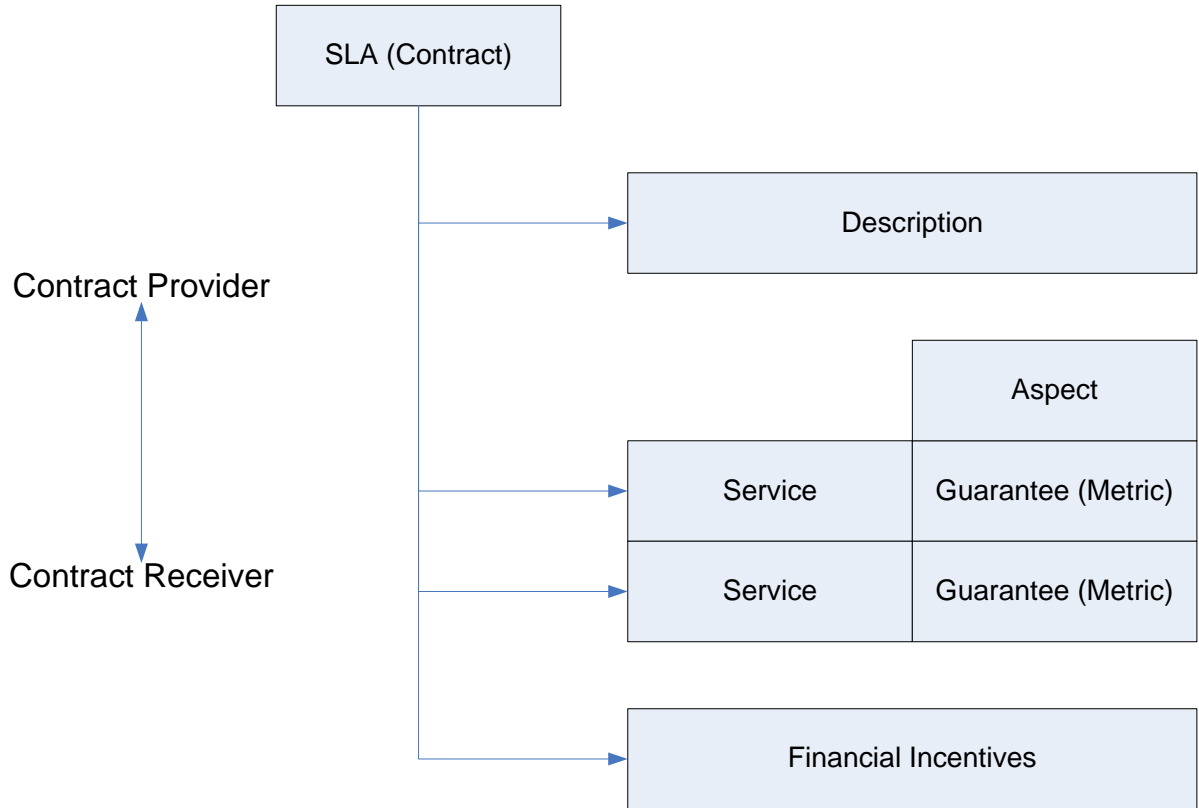 SLA (Contract)
Description
Contract Provider
Aspect
Service
Guarantee (Metric)
Contract Receiver
Service
Guarantee (Metric)
Financial Incentives